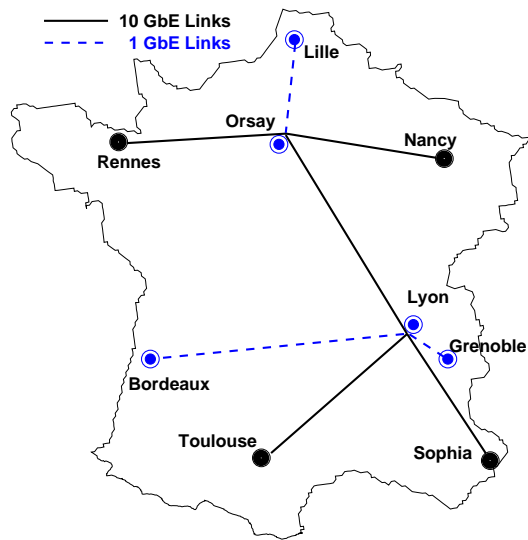 10 GbE Links
1 GbE Links
Lille
Orsay
Nancy
Rennes
Lyon
Grenoble
Bordeaux
Toulouse
Sophia